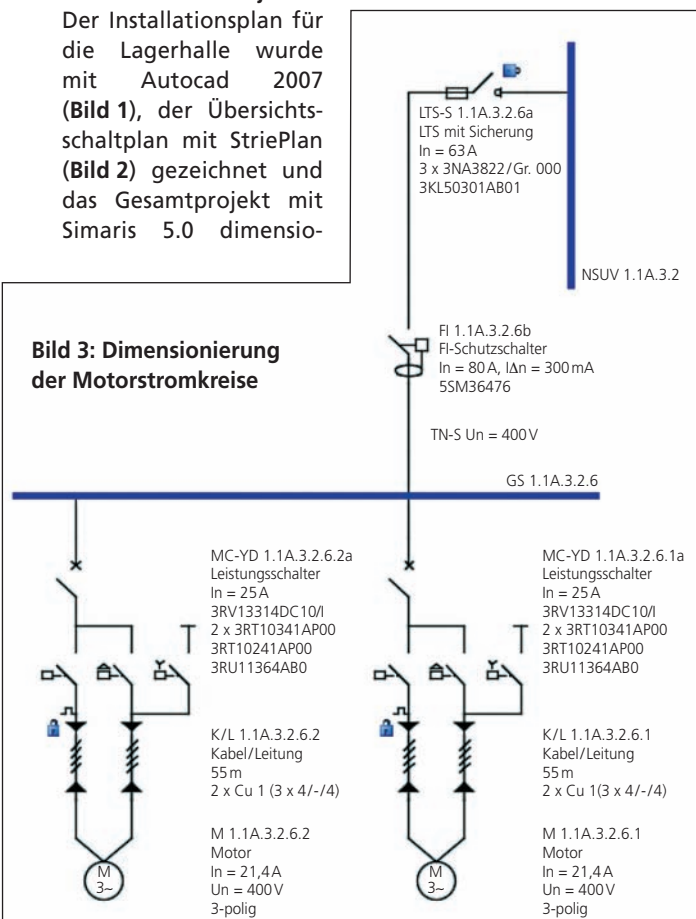 Der Installationsplan für
die Lagerhalle wurde
mit Autocad 2007
(Bild 1), der Übersichts-
schaltplan mit StriePlan
(Bild 2) gezeichnet und
das Gesamtprojekt mit
Simaris 5.0 dimensio-
LTS-S 1.1A.3.2.6a
LTS mit Sicherung
In = 63 A
3 x 3NA3822/Gr. 000
3KL50301AB01
NSUV 1.1A.3.2
Bild 3: Dimensionierung
der Motorstromkreise
FI 1.1A.3.2.6b
FI-Schutzschalter
In = 80 A, I∆n = 300 mA
5SM36476
TN-S Un = 400 V
GS 1.1A.3.2.6
MC-YD 1.1A.3.2.6.2a
Leistungsschalter
In = 25 A
3RV13314DC10/I
2 x 3RT10341AP00
3RT10241AP00
3RU11364AB0
K/L 1.1A.3.2.6.2
Kabel/Leitung
55 m
2 x Cu 1 (3 x 4/-/4)
M 1.1A.3.2.6.2
Motor
In = 21,4 A
Un = 400 V
3-polig
M
3~
MC-YD 1.1A.3.2.6.1a
Leistungsschalter
In = 25 A
3RV13314DC10/I
2 x 3RT10341AP00
3RT10241AP00
3RU11364AB0
K/L 1.1A.3.2.6.1
Kabel/Leitung
55 m
2 x Cu 1(3 x 4/-/4)
M 1.1A.3.2.6.1
Motor
In = 21,4 A
Un = 400 V
3-polig
M
3~